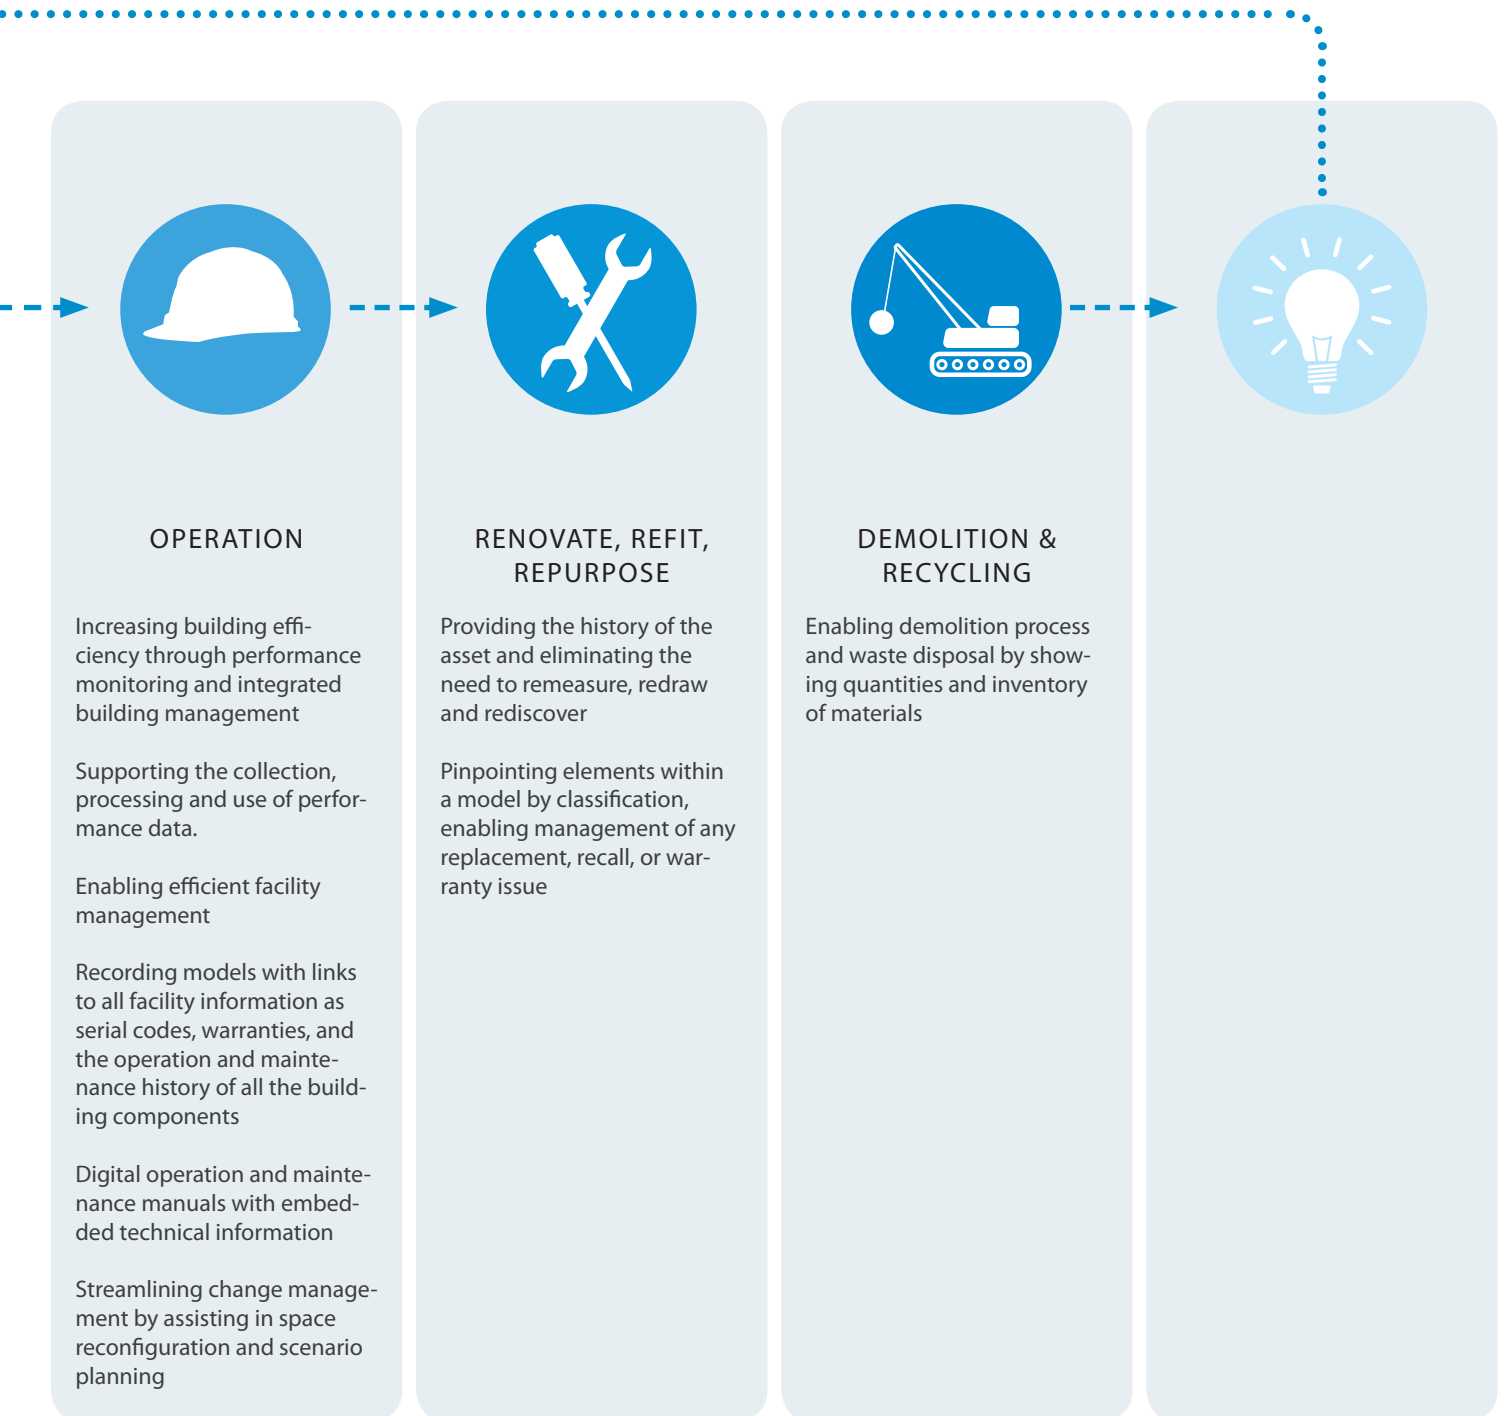 OPERATION
Increasing building effi-
ciency through performance
monitoring and integrated
building management
Supporting the collection,
processing and use of perfor-
mance data.
Enabling efficient facility
management
Recording models with links
to all facility information as
serial codes, warranties, and
the operation and mainte-
nance history of all the build-
ing components
Digital operation and mainte-
nance manuals with embed-
ded technical information
Streamlining change manage-
ment by assisting in space
reconfiguration and scenario
planning
RENOVATE, REFIT,
REPURPOSE
Providing the history of the
asset and eliminating the
need to remeasure, redraw
and rediscover
Pinpointing elements within
a model by classification,
enabling management of any
replacement, recall, or war-
ranty issue
DEMOLITION &
RECYCLING
Enabling demolition process
and waste disposal by show-
ing quantities and inventory
of materials